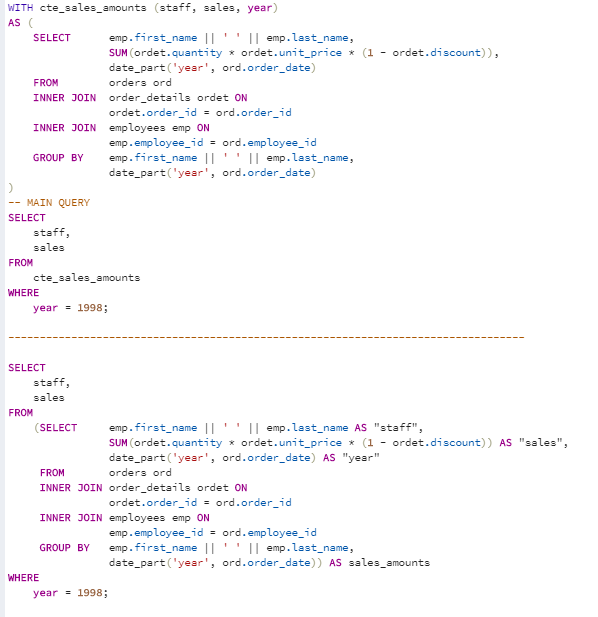 WITH cte_sales_amounts (staff, sales, year)
AS (
    SELECT      emp.first_name || ' ' || emp.last_name,
                SUM(ordet.quantity * ordet.unit_price * (1 - ordet.discount)),
                date_part('year', ord.order_date)
    FROM        orders ord
    INNER JOIN  order_details ordet ON
                ordet.order_id = ord.order_id
    INNER JOIN  employees emp ON
                emp.employee_id = ord.employee_id
    GROUP BY    emp.first_name || ' ' || emp.last_name,
                date_part('year', ord.order_date)
)
-- MAIN QUERY
SELECT
    staff,
    sales
FROM
    cte_sales_amounts
WHERE
    year = 1998;
----------------------------------------------------------------------------------
SELECT
    staff,
    sales
FROM
    (SELECT     emp.first_name || ' ' || emp.last_name AS "staff",
                SUM(ordet.quantity * ordet.unit_price * (1 - ordet.discount)) AS "sales",
                date_part('year', ord.order_date) AS "year"
     FROM       orders ord
     INNER JOIN order_details ordet ON
                ordet.order_id = ord.order_id
     INNER JOIN employees emp ON
                emp.employee_id = ord.employee_id
     GROUP BY   emp.first_name || ' ' || emp.last_name,
                date_part('year', ord.order_date)) AS sales_amounts
WHERE
    year = 1998;